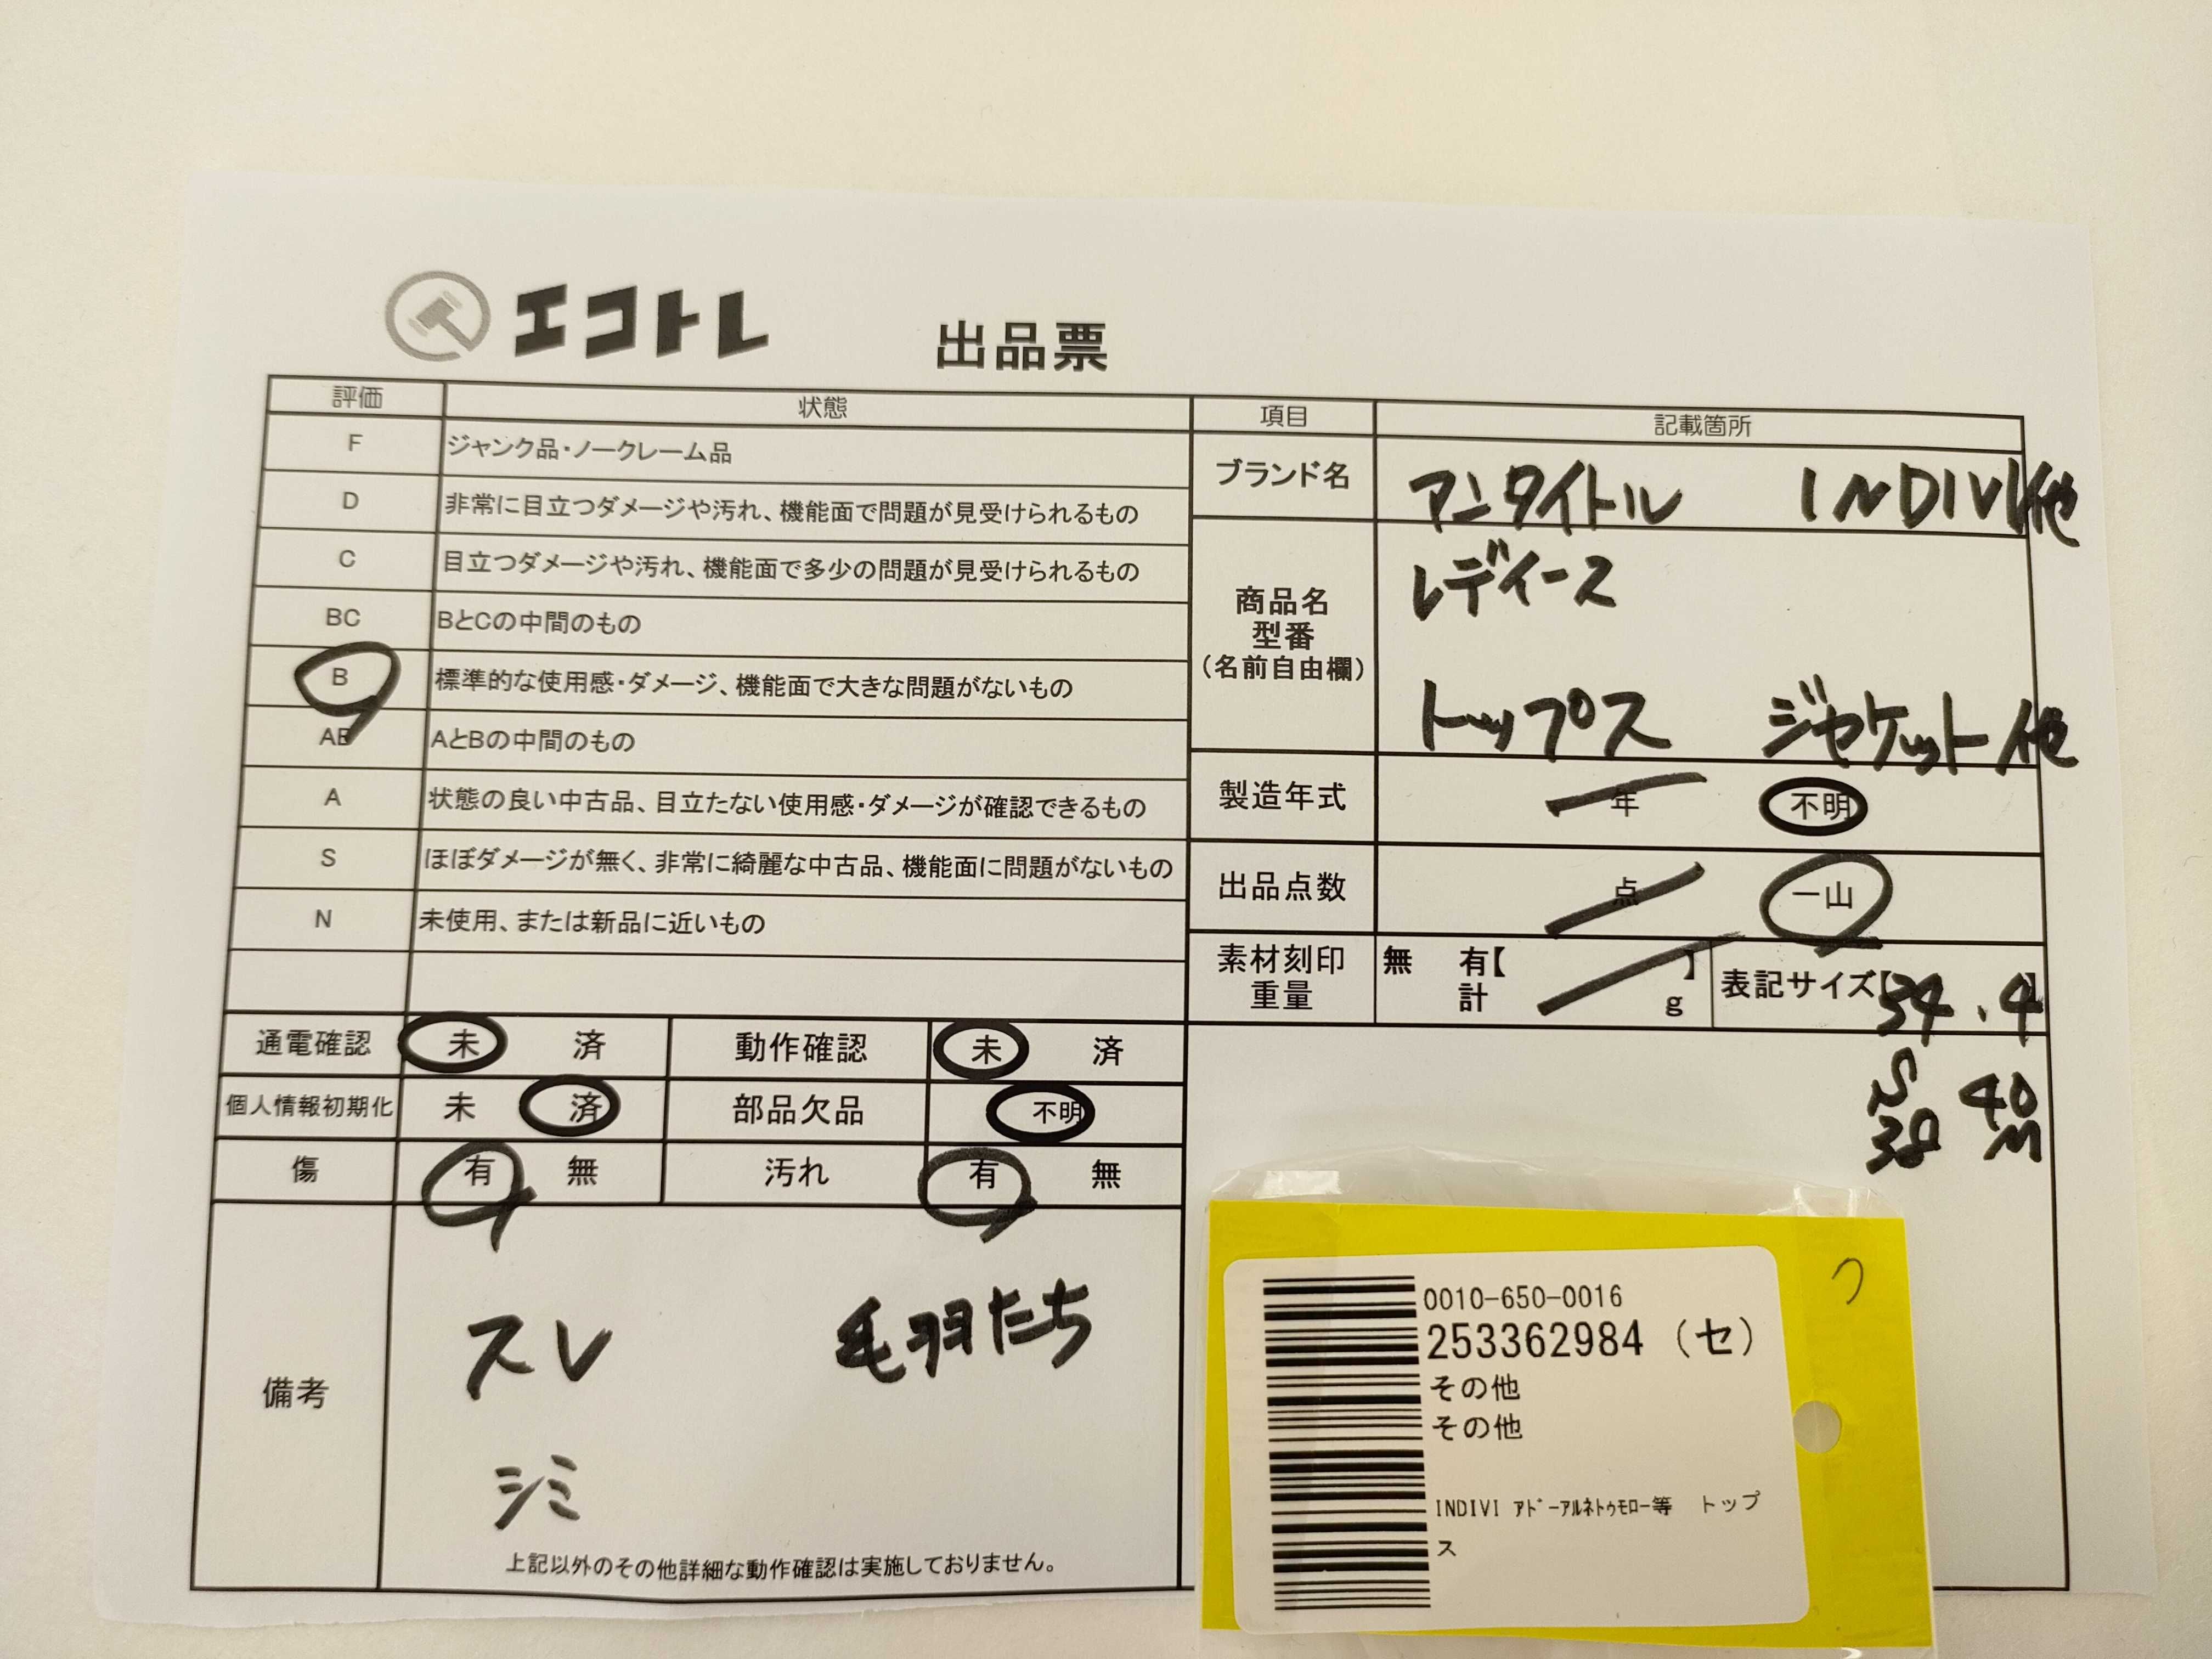 エコトレ 出品票
評価 状態
F ジャンク品・ノークレーム品
D 非常に目立つダメージや汚れ、機能面で問題が見受けられるもの
C 目立つダメージや汚れ、機能面で多少の問題が見受けられるもの
BC BとCの中間のもの
B 標準的な使用感・ダメージ、機能面で大きな問題がないもの
AB AとBの中間のもの
A 状態の良い中古品、目立たない使用感・ダメージが確認できるもの
S ほぼダメージが無く、非常に綺麗な中古品、機能面に問題がないもの
N 未使用、または新品に近いもの
項目 記載箇所
ブランド名 アンタイトル INDIVI他
商品名
型番
(名前自由欄)
レディース
トップス ジャケット他
製造年式 年 不明
出品点数 点 一山
素材刻印 無 有【 】
重量 計 g
表記サイズ【34 、4】
S 40
38 M
通電確認 未 済 動作確認 未 済
個人情報初期化 未 済 部品欠品 不明
傷 有 無 汚れ 有 無
備考
スレ 毛羽たち
シミ
上記以外のその他詳細な動作確認は実施しておりません。
0010-650-0016
253362984 (セ)
その他
その他
INDIVI ｱﾄﾞｰｱﾙﾈﾄｩﾓﾛｰ等 トップ
ス